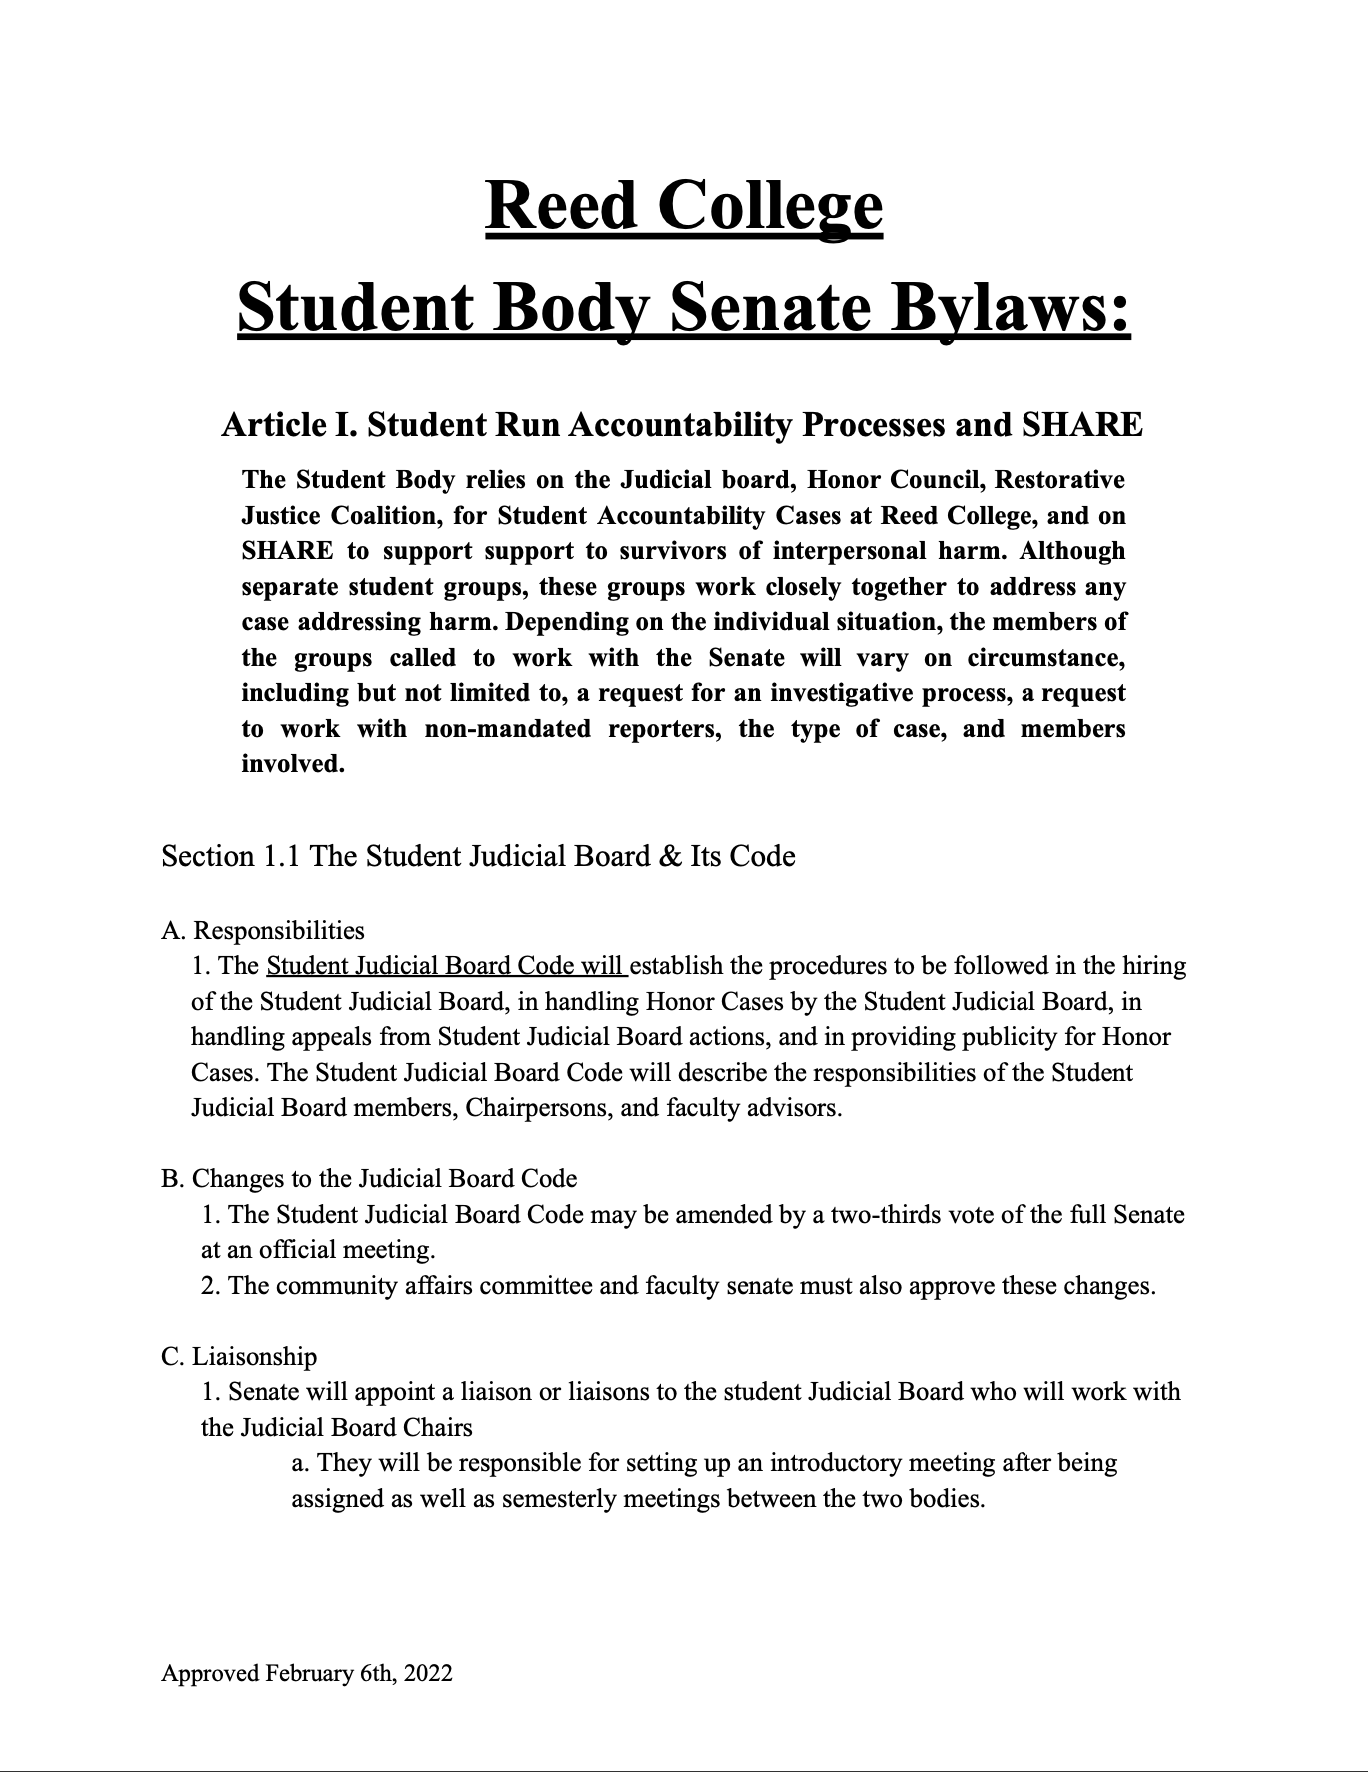 Reed College
Student Body Senate Bylaws:
Article I. Student Run Accountability Processes and SHARE
The Student Body relies on the Judicial board, Honor Council, Restorative
Justice Coalition, for Student Accountability Cases at Reed College, and on
SHARE to support support to survivors of interpersonal harm. Although
separate student groups, these groups work closely together to address any
case addressing harm. Depending on the individual situation, the members of
the groups called to work with the Senate will vary on circumstance,
including but not limited to, a request for an investigative process, a request
to work with non-mandated reporters, the type of case, and members
involved.
Section 1.1 The Student Judicial Board & Its Code
A. Responsibilities
1. The Student Judicial Board Code will establish the procedures to be followed in the hiring
of the Student Judicial Board, in handling Honor Cases by the Student Judicial Board, in
handling appeals from Student Judicial Board actions, and in providing publicity for Honor
Cases. The Student Judicial Board Code will describe the responsibilities of the Student
Judicial Board members, Chairpersons, and faculty advisors.
B. Changes to the Judicial Board Code
1. The Student Judicial Board Code may be amended by a two-thirds vote of the full Senate
at an official meeting.
2. The community affairs committee and faculty senate must also approve these changes.
C. Liaisonship
1. Senate will appoint a liaison or liaisons to the student Judicial Board who will work with
the Judicial Board Chairs
a. They will be responsible for setting up an introductory meeting after being
assigned as well as semesterly meetings between the two bodies.
Approved February 6th, 2022